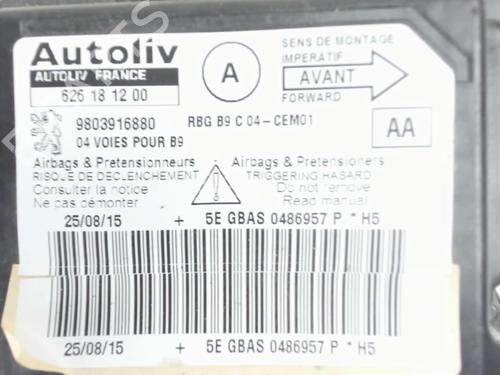 Autoliv
AUTOLIV FRANCE
626 18 12 00
A
SENS DE MONTAGE
IMPERATIF
AVANT
FORWARD
9803916880
RBG B9 C 04-CEM01
04 VOIES POUR B9
AA
Airbags & Pretensionneurs
RISQUE DE DECLENCHEMENT
Consulter la notice
Ne pas démonter.
!
Airbags & Pretensioners
TRIGGERING HASARD
Do not remove
Read manual
25/08/15 + 5E GBAS 0486957 P * H5
25/08/15 + 5E GBAS 0486957 P * H5